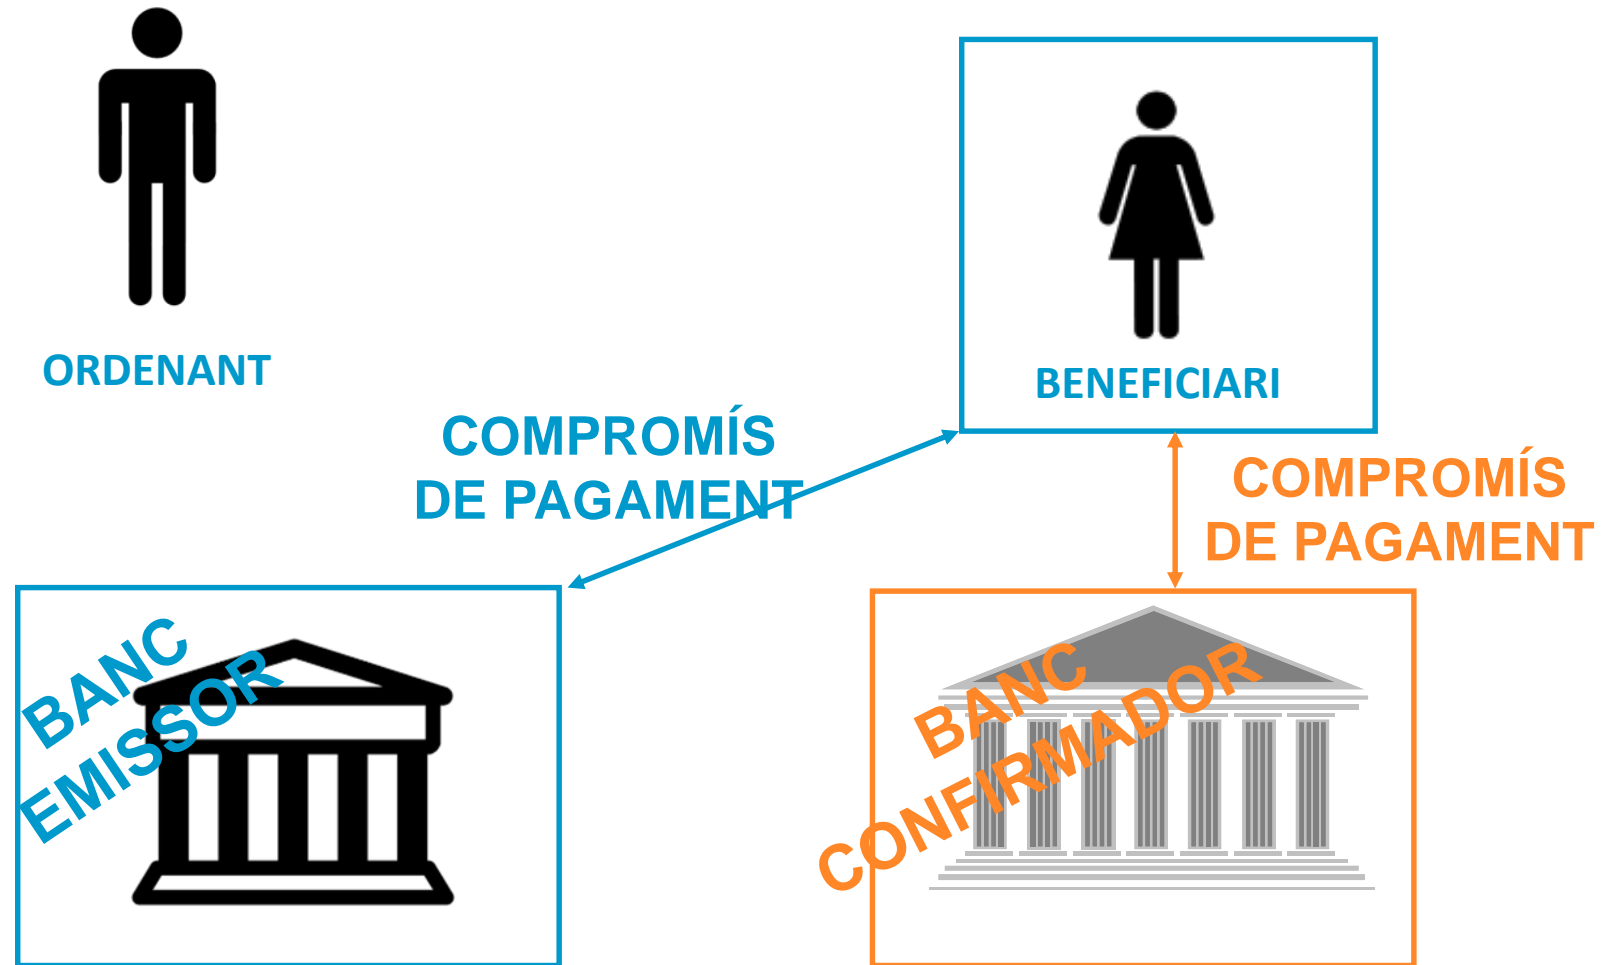 ORDENANT
BENEFICIARI
COMPROMÍS
DE PAGAMENT
COMPROMÍS
DE PAGAMENT
BANC
EMISSOR
BANC
CONFIRMADOR